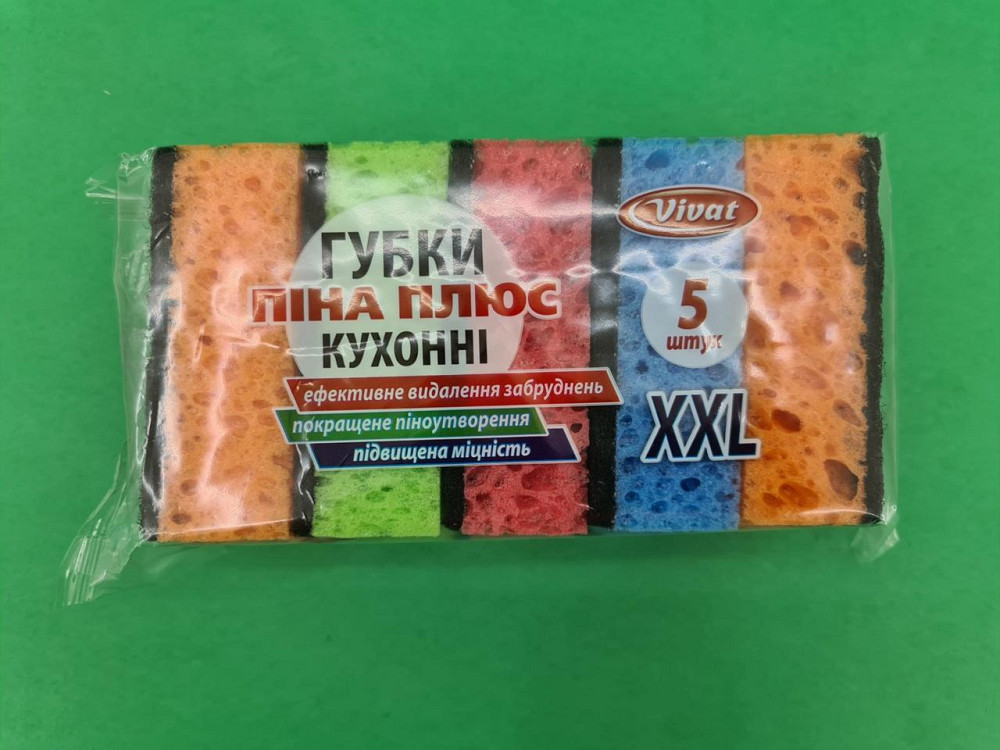 ГУБКИ
ПІНА ПЛЮС
КУХОННІ
ефективне видалення забруднень
покращене піноутворення
підвищена міцність
Vivat
5
штук
XXL